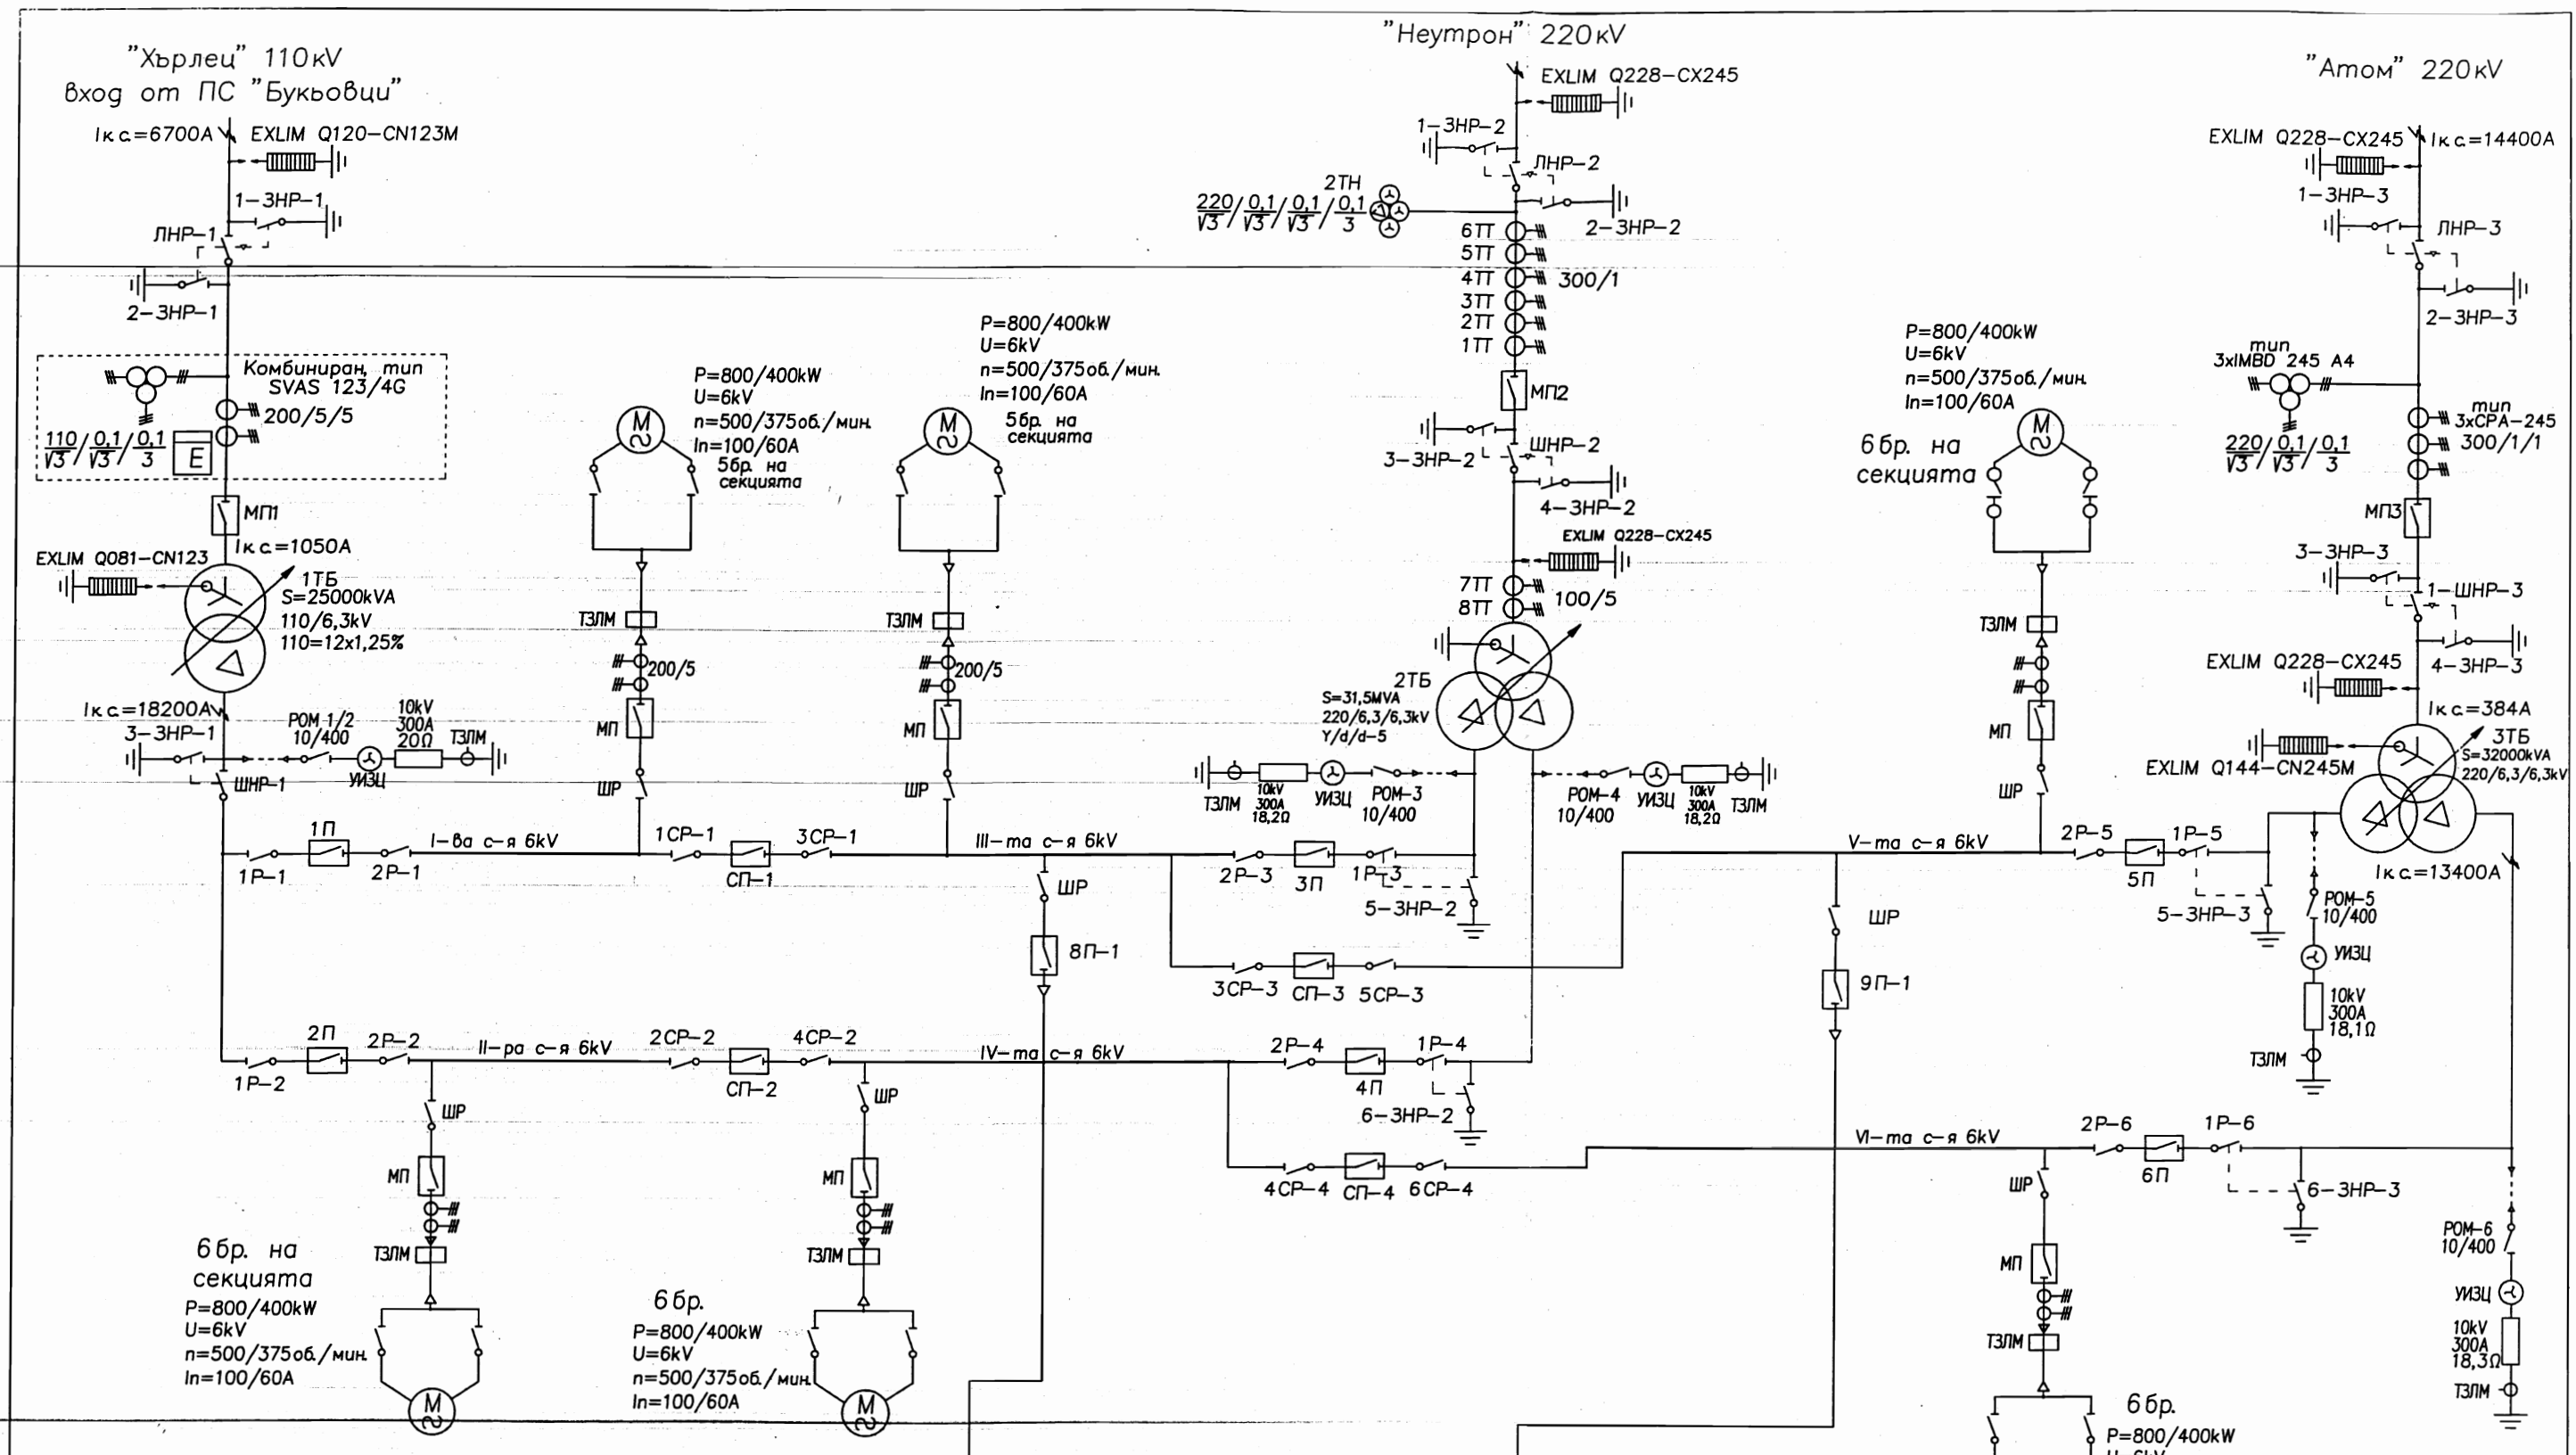 "Хърлец" 110kV
вход от ПС "Букьовци"
Iк.с.=6700A
EXLIM Q120-CN123M
1-ЗНР-1
ЛНР-1
2-ЗНР-1
Комбиниран, тип
SVAS 123/4G
200/5/5
110/√3/0,1/√3/0,1/3
E
МП1
Iк.с.=1050A
EXLIM Q081-CN123
1ТБ
S=25000kVA
110/6,3kV
110=12x1,25%
Iк.с.=18200A
3-ЗНР-1
РОМ 1/2
10/400
УИЗЦ
10kV
300A
20Ω
ТЗЛМ
ШНР-1
P=800/400kW
U=6kV
n=500/375об./мин.
In=100/60A
5бр. на
секцията
M
ТЗЛМ
200/5
МП
ШР
P=800/400kW
U=6kV
n=500/375об./мин.
In=100/60A
5бр. на
секцията
M
ТЗЛМ
200/5
МП
ШР
"Неутрон" 220kV
EXLIM Q228-CX245
1-ЗНР-2
ЛНР-2
2ТН
220/√3/0,1/√3/0,1/√3/0,1/3
2-ЗНР-2
6ТТ
5ТТ
4ТТ
300/1
3ТТ
2ТТ
1ТТ
МП2
3-ЗНР-2
ШНР-2
4-ЗНР-2
EXLIM Q228-CX245
7ТТ
8ТТ
100/5
2ТБ
S=31,5MVA
220/6,3/6,3kV
Y/d/d-5
ТЗЛМ
10kV
300A
18,2Ω
УИЗЦ
РОМ-3
10/400
РОМ-4
10/400
УИЗЦ
10kV
300A
18,2Ω
ТЗЛМ
P=800/400kW
U=6kV
n=500/375об./мин.
In=100/60A
6бр. на
секцията
M
ТЗЛМ
МП
ШР
"Атом" 220kV
EXLIM Q228-CX245
Iк.с.=14400A
1-ЗНР-3
ЛНР-3
2-ЗНР-3
тип
3xIMBD 245 A4
220/√3/0,1/√3/0,1/3
тип
3xCPA-245
300/1/1
МП3
3-ЗНР-3
1-ШНР-3
4-ЗНР-3
EXLIM Q228-CX245
Iк.с.=384A
3ТБ
S=32000kVA
220/6,3/6,3kV
EXLIM Q144-CN245M
Iк.с.=13400A
1Р-1
1П
2Р-1
I-ва с-я 6kV
1СР-1
СП-1
3СР-1
III-та с-я 6kV
2Р-3
3П
1Р-3
5-ЗНР-2
V-та с-я 6kV
2Р-5
5П
1Р-5
5-ЗНР-3
РОМ-5
10/400
УИЗЦ
10kV
300A
18,1Ω
ТЗЛМ
ШР
8П-1
3СР-3
СП-3
5СР-3
ШР
9П-1
1Р-2
2П
2Р-2
II-ра с-я 6kV
2СР-2
СП-2
4СР-2
IV-та с-я 6kV
2Р-4
4П
1Р-4
6-ЗНР-2
4СР-4
СП-4
6СР-4
VI-та с-я 6kV
2Р-6
6П
1Р-6
6-ЗНР-3
РОМ-6
10/400
УИЗЦ
10kV
300A
18,3Ω
ТЗЛМ
ШР
МП
ТЗЛМ
6бр. на
секцията
P=800/400kW
U=6kV
n=500/375об./мин.
In=100/60A
M
ШР
МП
ТЗЛМ
6бр.
P=800/400kW
U=6kV
n=500/375об./мин.
In=100/60A
M
ШР
МП
ТЗЛМ
6бр.
P=800/400kW